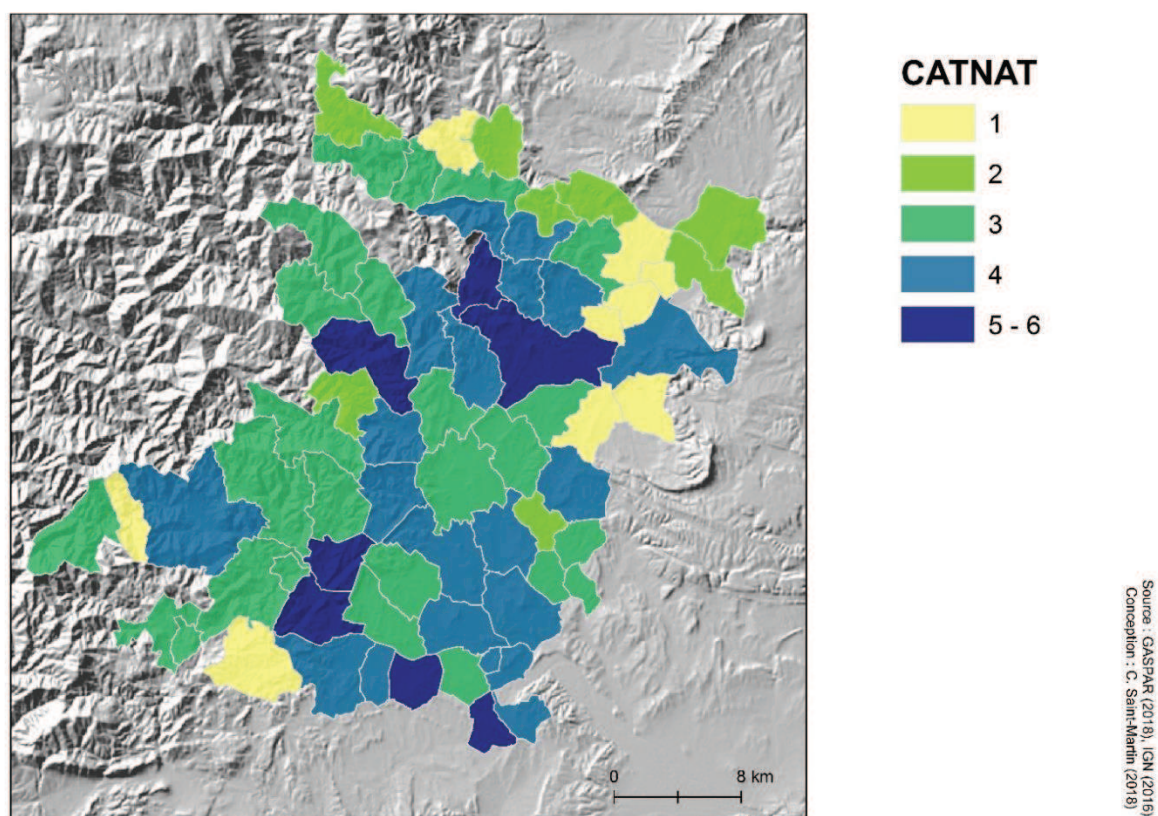 CATNAT
1
2
3
4
5 - 6
0 8 km
Source : GASPAR (2018), IGN (2016)
Conception : C. Saint-Martin (2018)